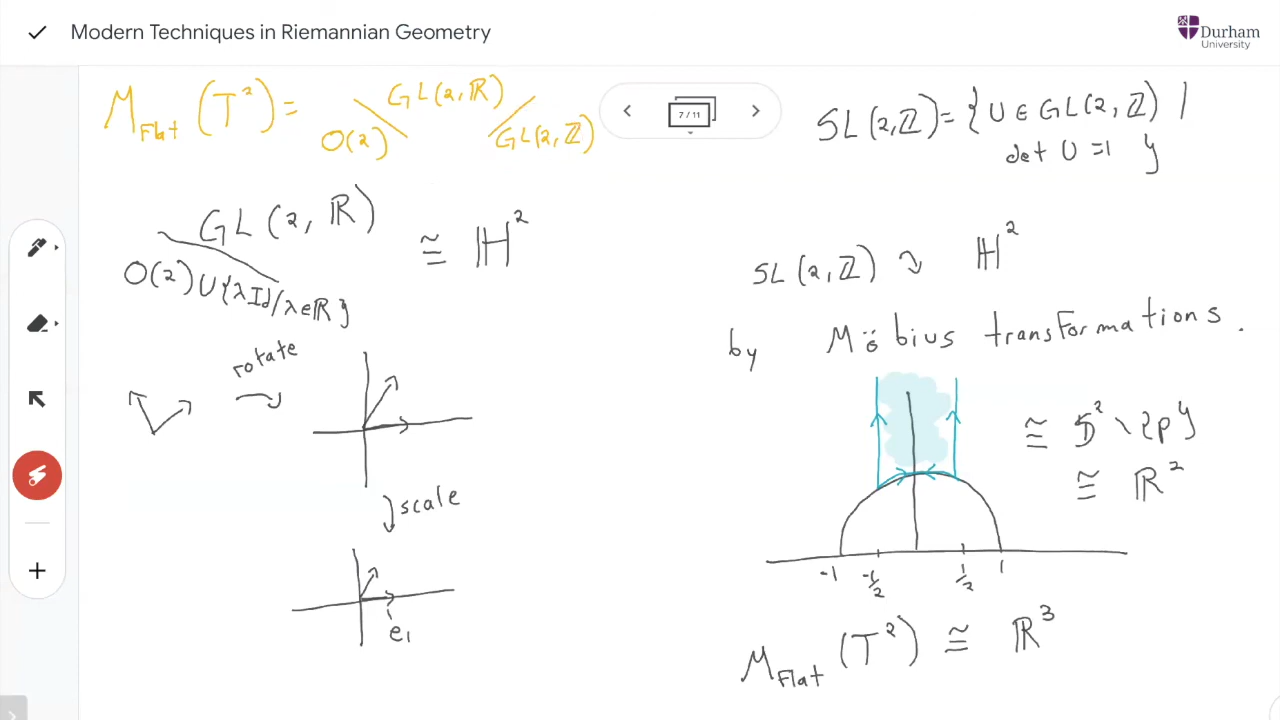 Modern Techniques in Riemannian Geometry
Durham
University
M_Flat (T²) = O(2) \ GL(2, ℝ) / GL(2, ℤ)
7 / 11
SL(2,ℤ) = { U ∈ GL(2, ℤ) |
det U = 1 }
GL(2, ℝ)
O(2) U {λ Id / λ ∈ ℝ}
≅ ℍ²
SL(2, ℤ) ↷ ℍ²
by Möbius transformations.
rotate
scale
e₁
-1 -1/2 1/2 1
≅ S² \ {p}
≅ ℝ²
M_Flat (T²) ≅ ℝ³